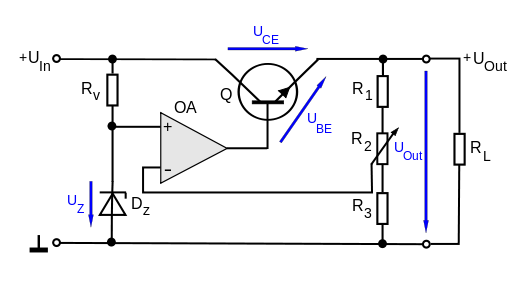 U_CE
+U_In
+U_Out
R_v
Q
R_1
OA
U_BE
+
R_2
U_Out
R_L
-
U_Z
D_z
R_3